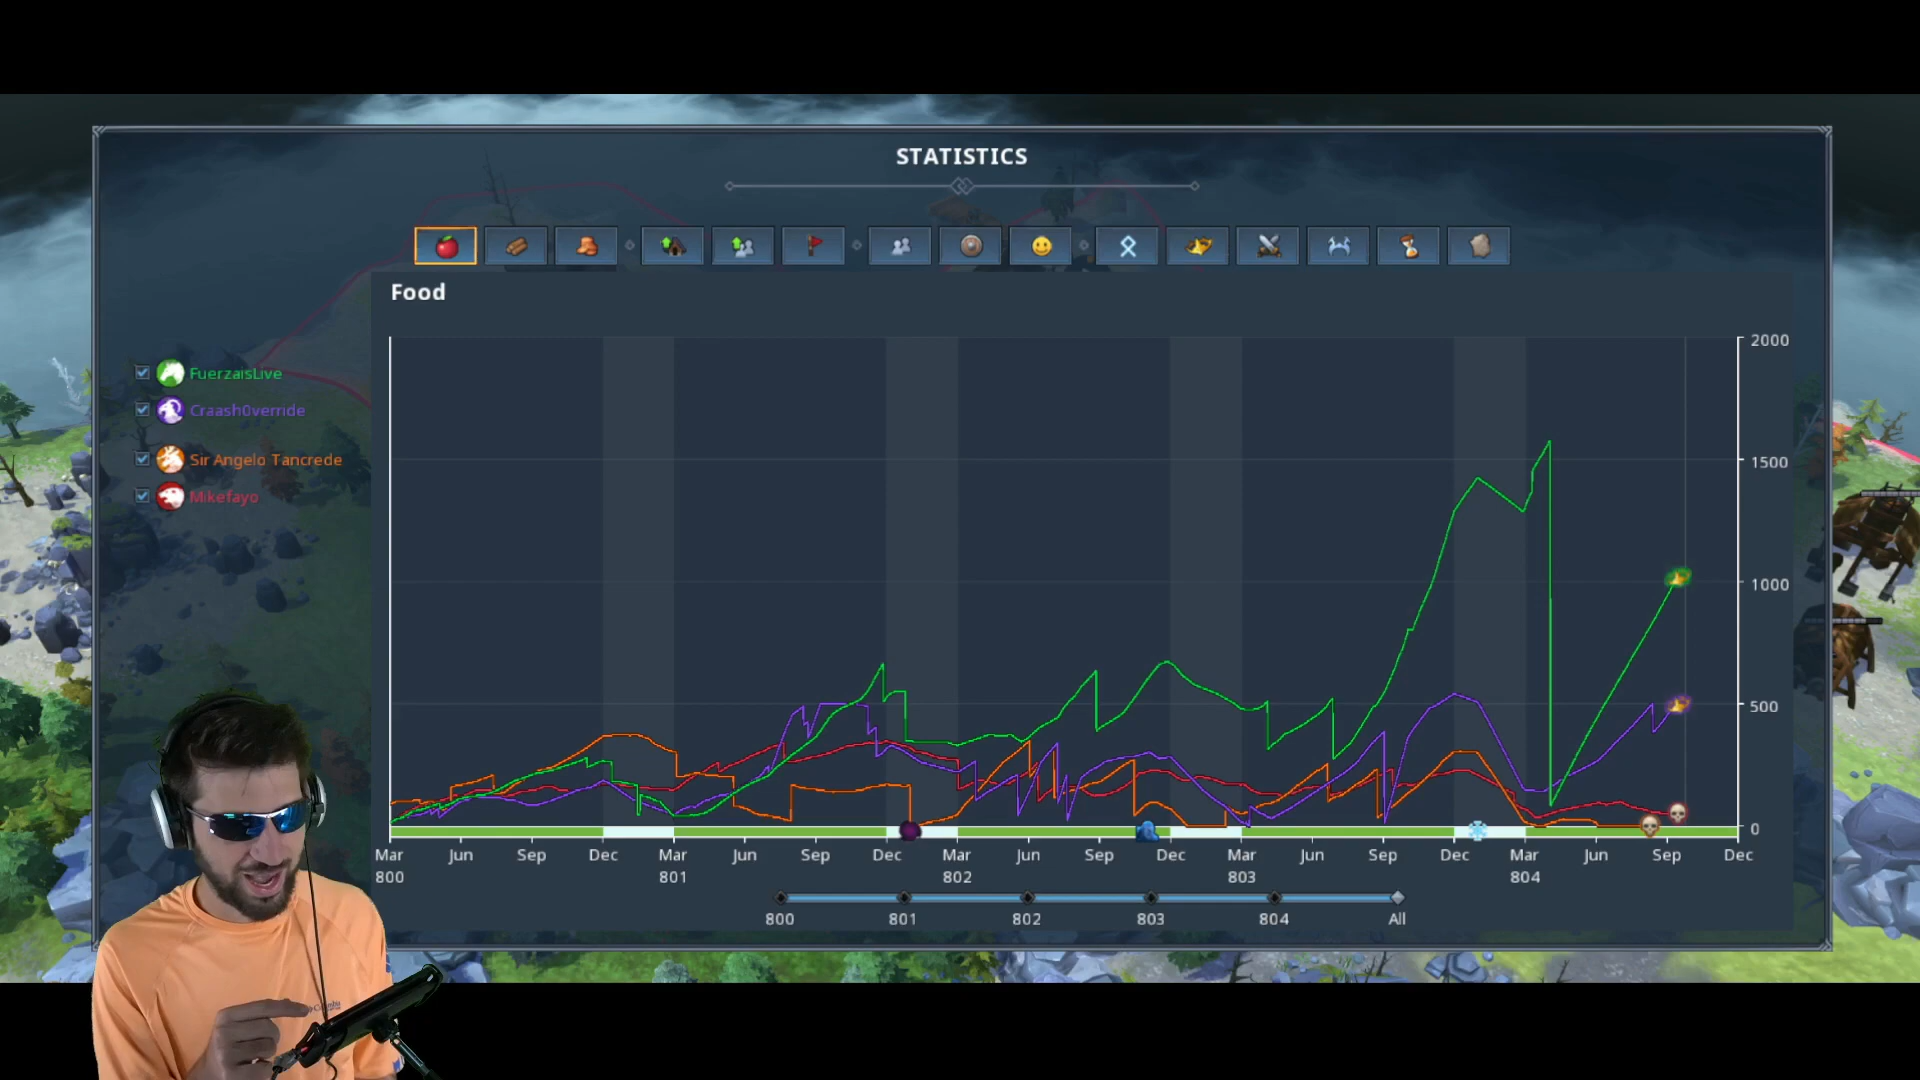 STATISTICS
Food
FuerzaisLive
Craash0verride
Sir Angelo Tancrede
Mikefayo
2000
1500
1000
500
0
Mar Jun Sep Dec Mar Jun Sep Dec Mar Jun Sep Dec Mar Jun Sep Dec Mar Jun Sep Dec
800 801 802 803 804
800 801 802 803 804 All
Columbia